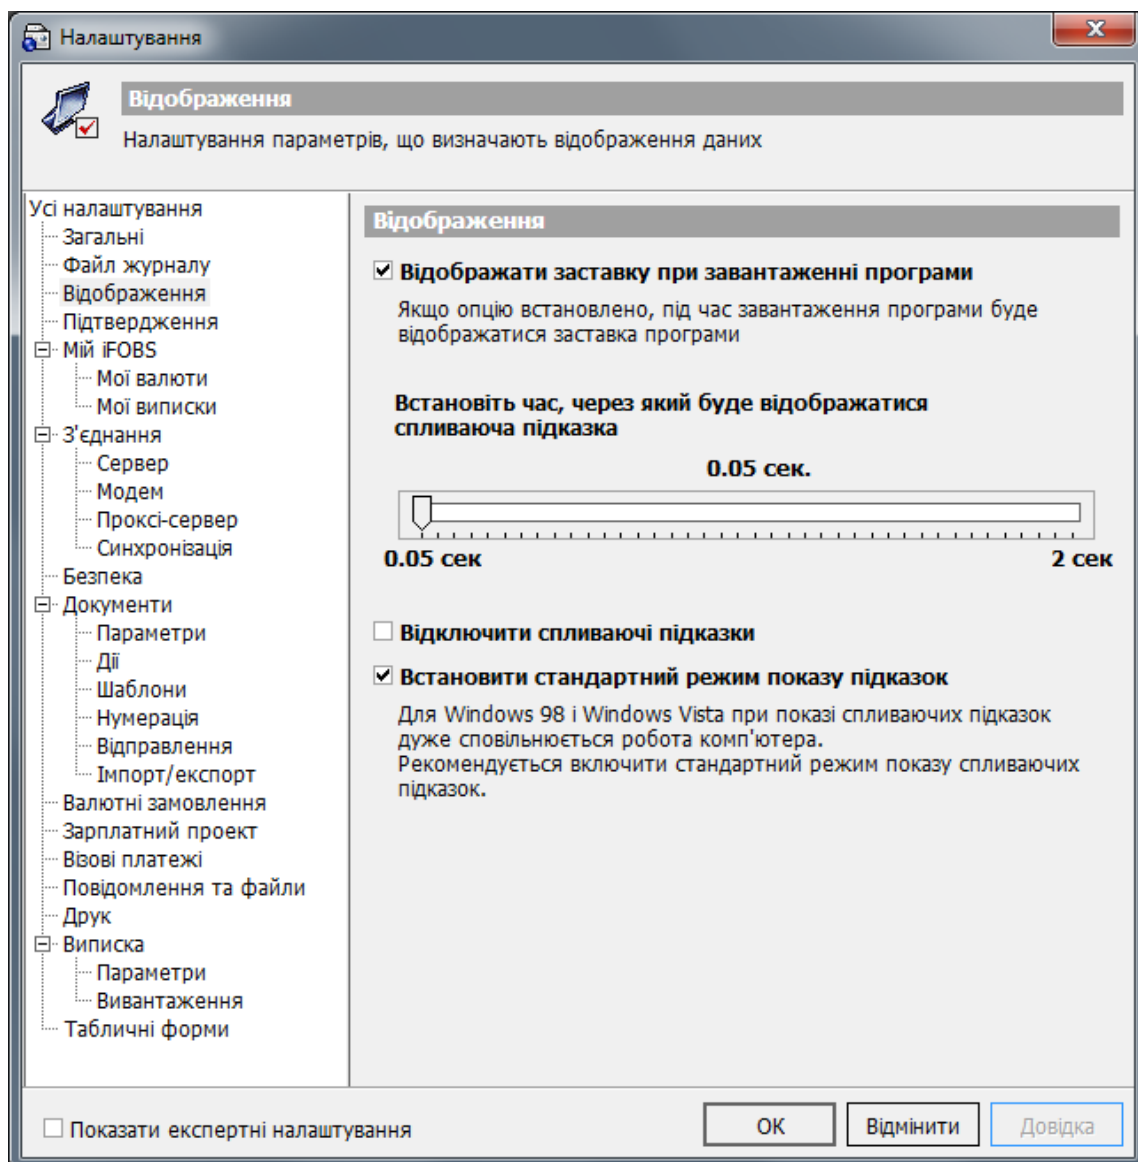 Налаштування
Відображення
Налаштування параметрів, що визначають відображення даних
Усі налаштування
Загальні
Файл журналу
Відображення
Підтвердження
Мій iFOBS
Мої валюти
Мої виписки
З'єднання
Сервер
Модем
Проксі-сервер
Синхронізація
Безпека
Документи
Параметри
Дії
Шаблони
Нумерація
Відправлення
Імпорт/експорт
Валютні замовлення
Зарплатний проект
Візові платежі
Повідомлення та файли
Друк
Виписка
Параметри
Вивантаження
Табличні форми
Відображення
Відображати заставку при завантаженні програми
Якщо опцію встановлено, під час завантаження програми буде
відображатися заставка програми
Встановіть час, через який буде відображатися
спливаюча підказка
0.05 сек.
0.05 сек 2 сек
Відключити спливаючі підказки
Встановити стандартний режим показу підказок
Для Windows 98 і Windows Vista при показі спливаючих підказок
дуже сповільнюється робота комп'ютера.
Рекомендується включити стандартний режим показу спливаючих
підказок.
Показати експертні налаштування
ОК Відмінити Довідка